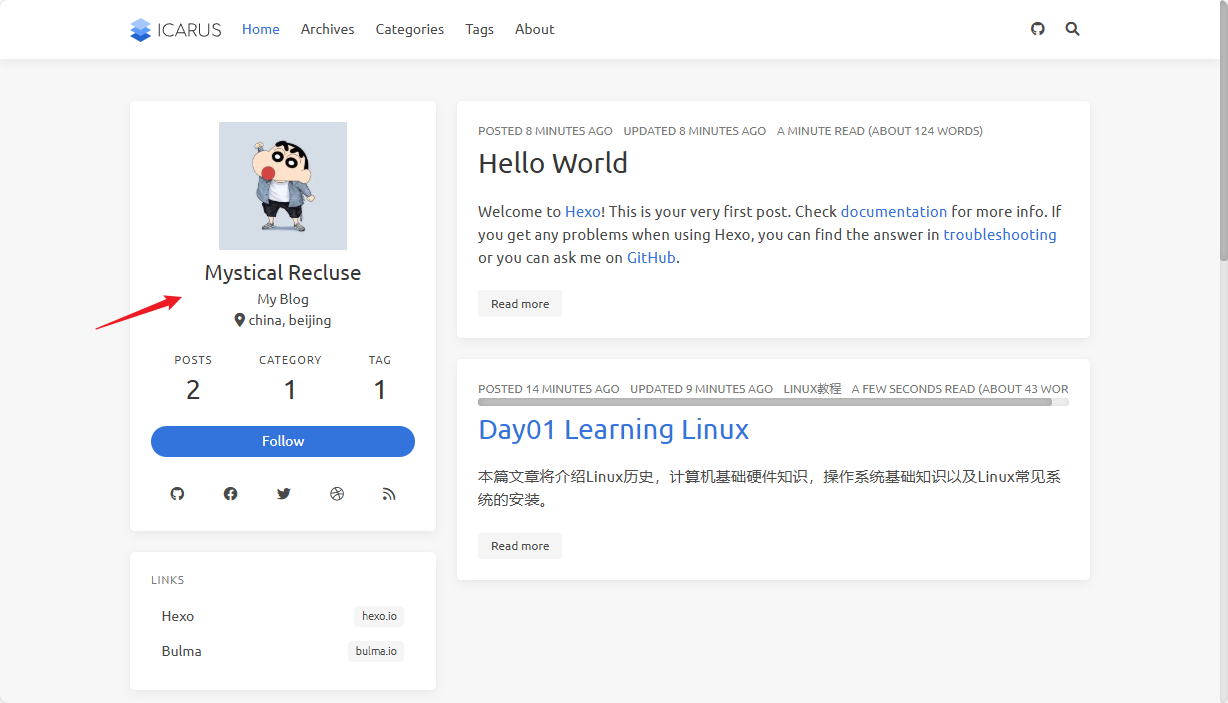 ICARUS Home Archives Categories Tags About
Mystical Recluse
My Blog
china, beijing
POSTS CATEGORY TAG
2 1 1
Follow
LINKS
Hexo hexo.io
Bulma bulma.io
POSTED 8 MINUTES AGO UPDATED 8 MINUTES AGO A MINUTE READ (ABOUT 124 WORDS)
Hello World
Welcome to Hexo! This is your very first post. Check documentation for more info. If
you get any problems when using Hexo, you can find the answer in troubleshooting
or you can ask me on GitHub.
Read more
POSTED 14 MINUTES AGO UPDATED 9 MINUTES AGO LINUX教程 A FEW SECONDS READ (ABOUT 43 WOR
Day01 Learning Linux
本篇文章将介绍Linux历史，计算机基础硬件知识，操作系统基础知识以及Linux常见系
统的安装。
Read more